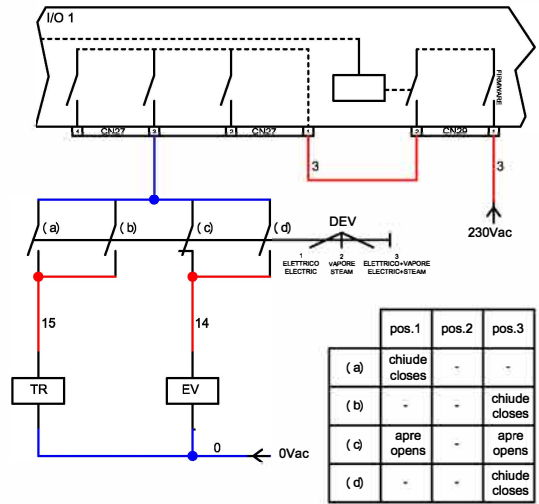 I/O 1
FIRMWARE
4 CN27 3 2 CN27 1 2 CN29 1
3 3
230Vac
(a) (b) (c) (d)
DEV
1 2 3
ELETTRICO VAPORE ELETTRICO+VAPORE
ELECTRIC STEAM ELECTRIC+STEAM
15 14
TR EV
0 0Vac
pos.1 pos.2 pos.3
(a) chiude closes - -
(b) - - chiude closes
(c) apre opens - apre opens
(d) - - chiude closes